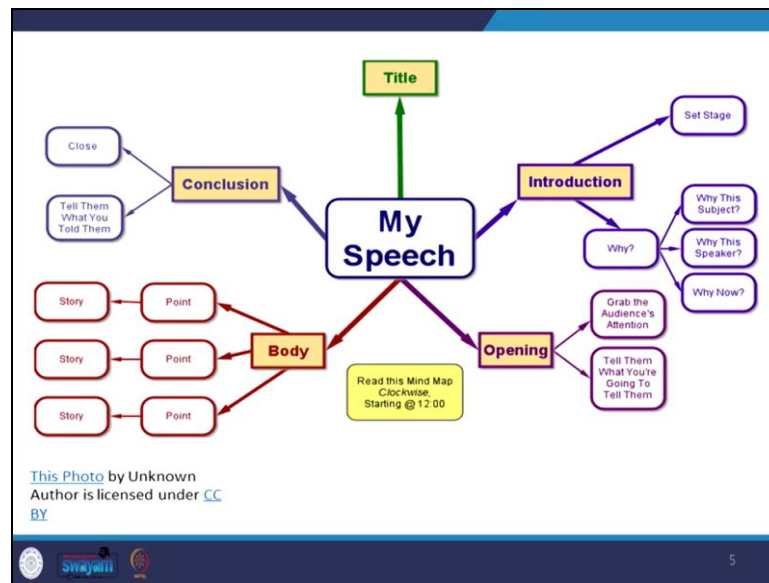 Title
Set Stage
Introduction
Why?
Why This
Subject?
Why This
Speaker?
Why Now?
My
Speech
Close
Conclusion
Tell Them
What You
Told Them
Opening
Grab the
Audience's
Attention
Tell Them
What You're
Going To
Tell Them
Body
Point
Story
Point
Story
Point
Story
Read this Mind Map
Clockwise,
Starting @ 12:00
This Photo by Unknown
Author is licensed under CC
BY
swayam
5